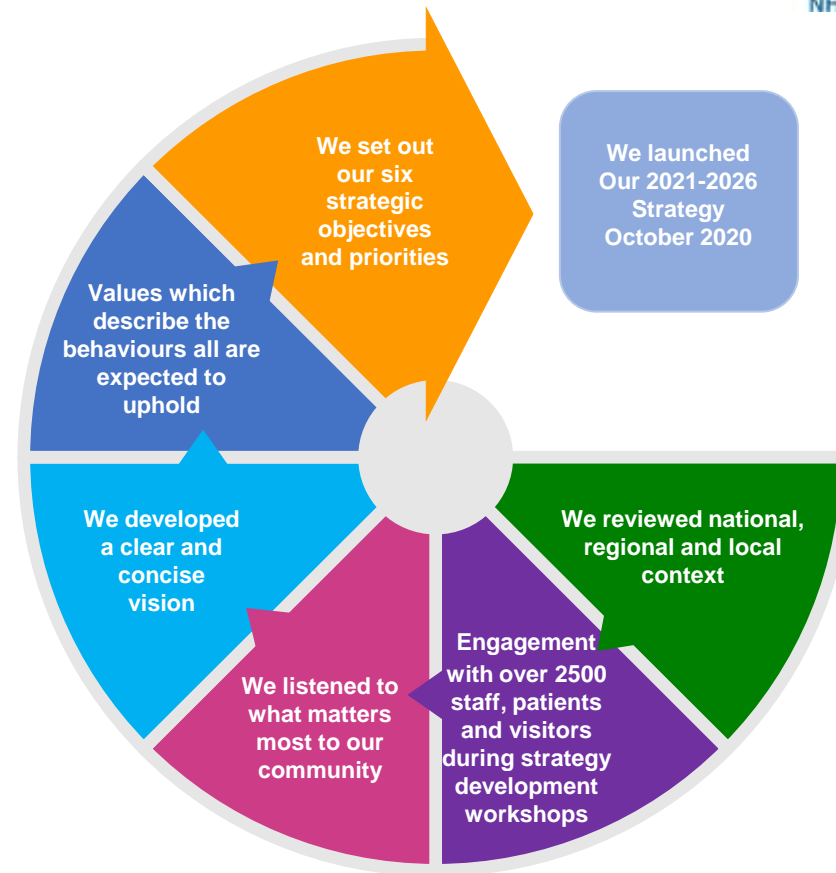 NH
We set out
our six
strategic
objectives
and priorities
We launched
Our 2021-2026
Strategy
October 2020
Values which
describe the
behaviours all are
expected to
uphold
We developed
a clear and
concise
vision
We reviewed national,
regional and local
context
Engagement
with over 2500
staff, patients
and visitors
during strategy
development
workshops
We listened to
what matters
most to our
community